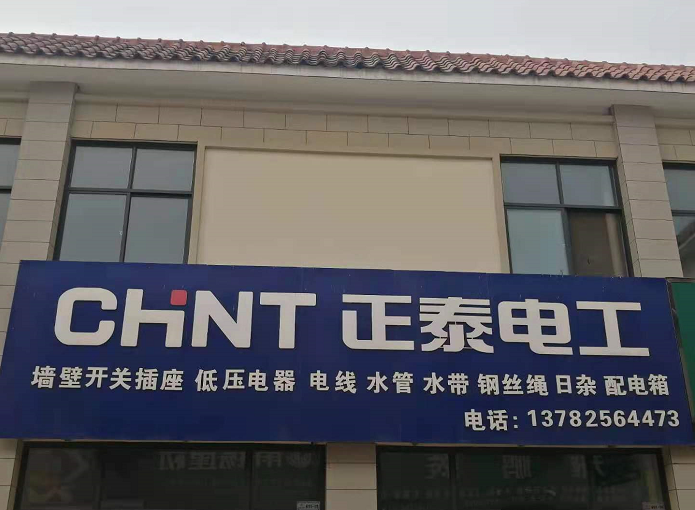 CHNT 正泰电工
墙壁开关插座 低压电器 电线 水管 水带 钢丝绳 日杂 配电箱
电话：13782564473